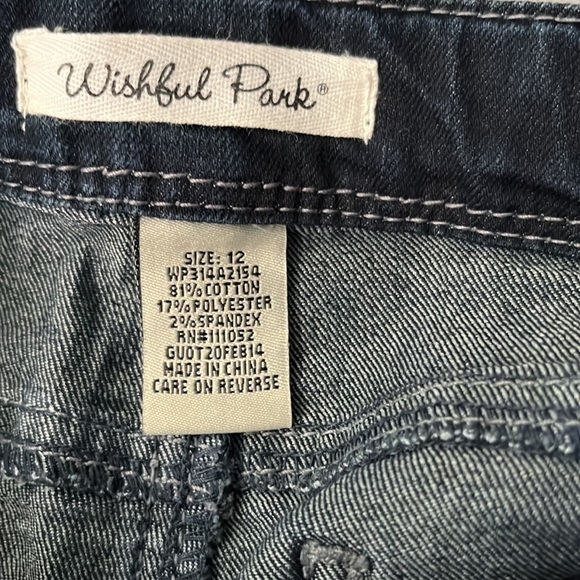 Wishful Park®
SIZE: 12
WP314A2154
81% COTTON
17% POLYESTER
2% SPANDEX
RN#111052
GUOT20FEB14
MADE IN CHINA
CARE ON REVERSE